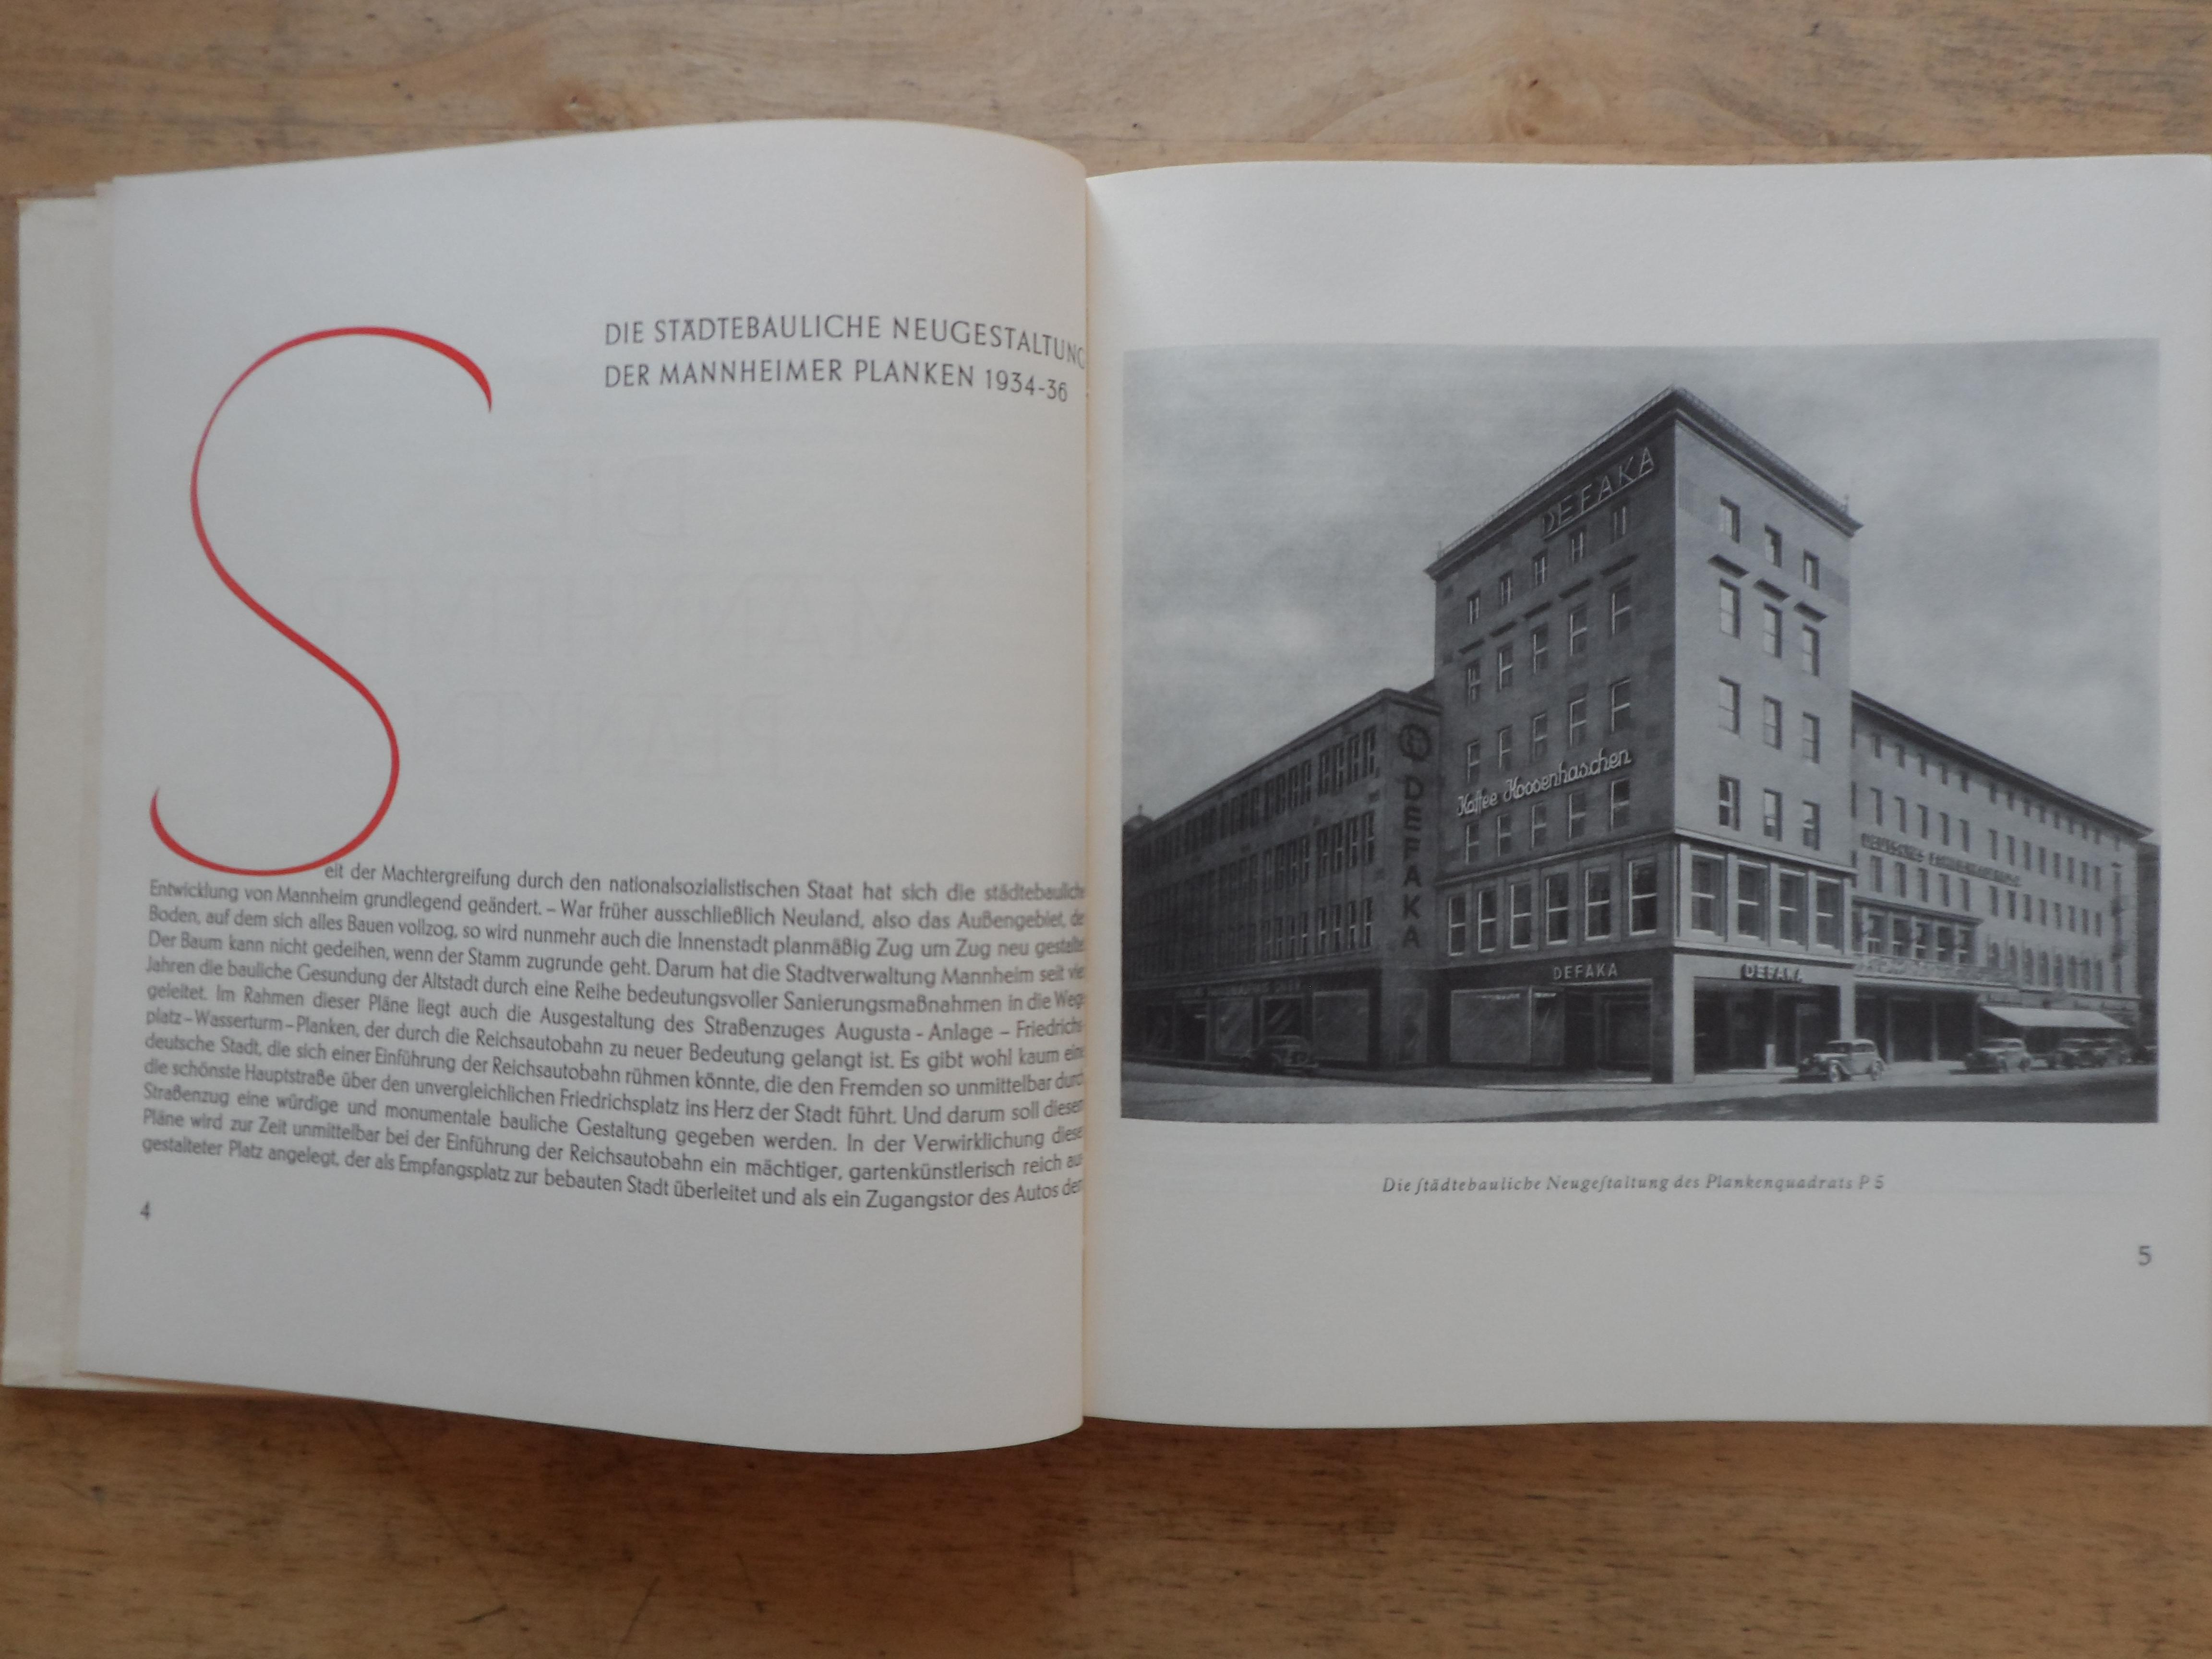 DIE STÄDTEBAULICHE NEUGESTALTUNG
DER MANNHEIMER PLANKEN 1934-36
Seit der Machtergreifung durch den nationalsozialistischen Staat hat sich die städtebauliche
Entwicklung von Mannheim grundlegend geändert. – War früher ausschließlich Neuland, also das Außengebiet, de
Boden, auf dem sich alles Bauen vollzog, so wird nunmehr auch die Innenstadt planmäßig Zug um Zug neu gestaltet
Der Baum kann nicht gedeihen, wenn der Stamm zugrunde geht. Darum hat die Stadtverwaltung Mannheim seit vie
Jahren die bauliche Gesundung der Altstadt durch eine Reihe bedeutungsvoller Sanierungsmaßnahmen in die Wege
geleitet. Im Rahmen dieser Pläne liegt auch die Ausgestaltung des Straßenzuges Augusta - Anlage – Friedrichs-
platz – Wasserturm – Planken, der durch die Reichsautobahn zu neuer Bedeutung gelangt ist. Es gibt wohl kaum eine
deutsche Stadt, die sich einer Einführung der Reichsautobahn rühmen könnte, die den Fremden so unmittelbar durch
die schönste Hauptstraße über den unvergleichlichen Friedrichsplatz ins Herz der Stadt führt. Und darum soll diesem
Straßenzug eine würdige und monumentale bauliche Gestaltung gegeben werden. In der Verwirklichung dieser
Pläne wird zur Zeit unmittelbar bei der Einführung der Reichsautobahn ein mächtiger, gartenkünstlerisch reich aus
gestalteter Platz angelegt, der als Empfangsplatz zur bebauten Stadt überleitet und als ein Zugangstor des Autos den
4
DEFAKA
DEFAKA
Kaffee Kossenhaschen
DEFAKA
DEFAKA
Die städtebauliche Neugestaltung des Plankenquadrats P 5
5